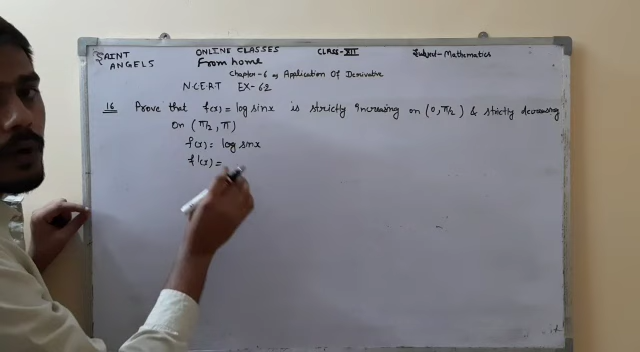 SAINT ANGELS
ONLINE CLASSES
From home
CLASS-XII
Subject- Mathematics
Chapter-6 of Application Of Derivative
N.C.E.R.T EX-6.2
16 Prove that f(x) = log sinx is strictly increasing on (0, π/2) & strictly decreasing
on (π/2, π)
f(x) = log sinx
f'(x) =